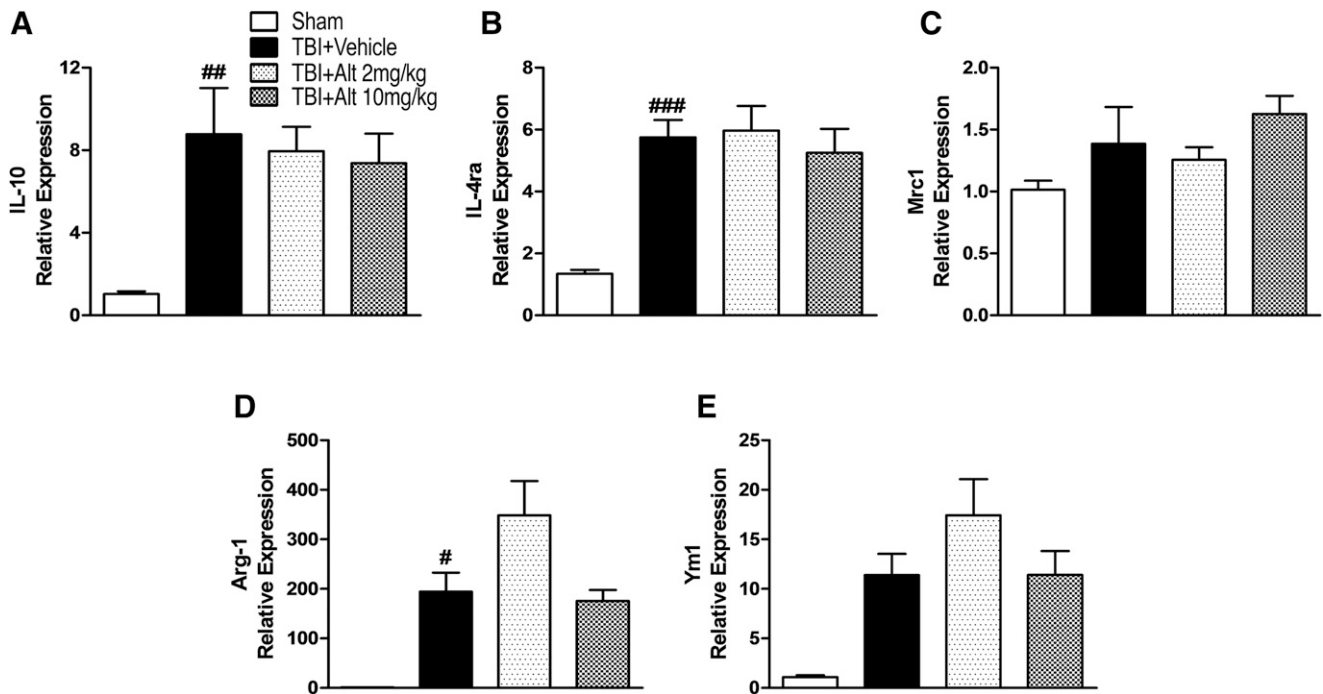 A
Sham
TBI+Vehicle
TBI+Alt 2mg/kg
TBI+Alt 10mg/kg
IL-10
Relative Expression
12
8
4
0
##
B
IL-4ra
Relative Expression
8
6
4
2
0
###
C
Mrc1
Relative Expression
2.0
1.5
1.0
0.5
0.0
D
Arg-1
Relative Expression
500
400
300
200
100
0
#
E
Ym1
Relative Expression
25
20
15
10
5
0